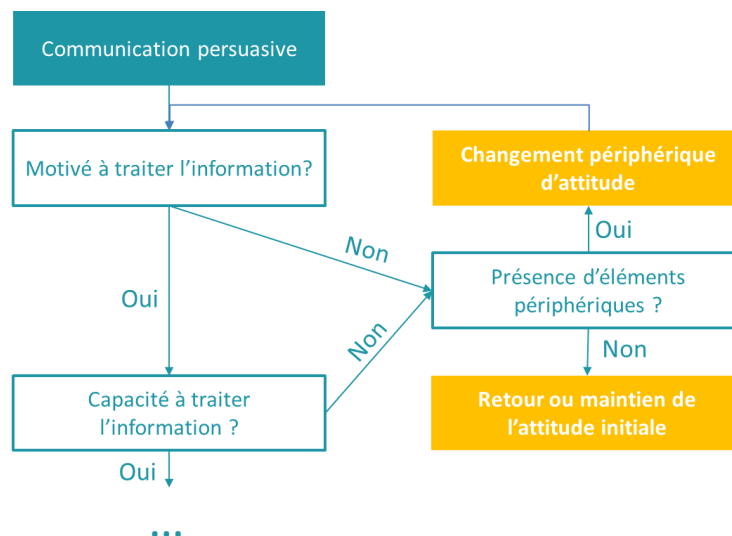 Communication persuasive
Motivé à traiter l'information?
Changement périphérique
d'attitude
Non
Oui
Oui
Présence d'éléments
périphériques ?
Non
Non
Capacité à traiter
l'information ?
Retour ou maintien de
l'attitude initiale
Oui
...